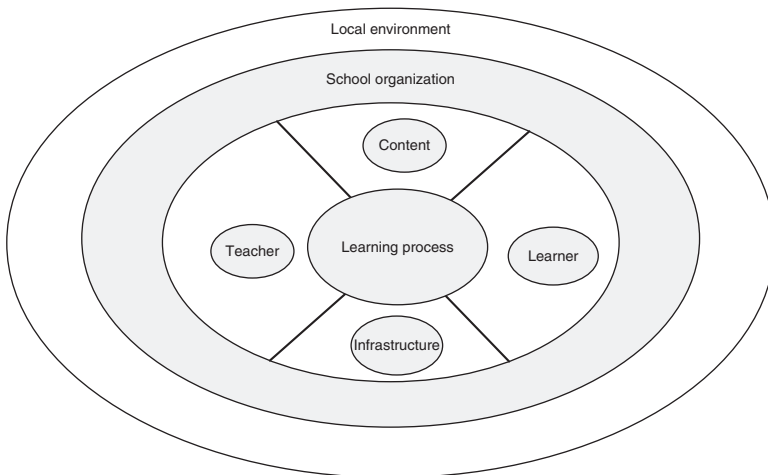 Local environment
School organization
Content
Teacher
Learning process
Learner
Infrastructure